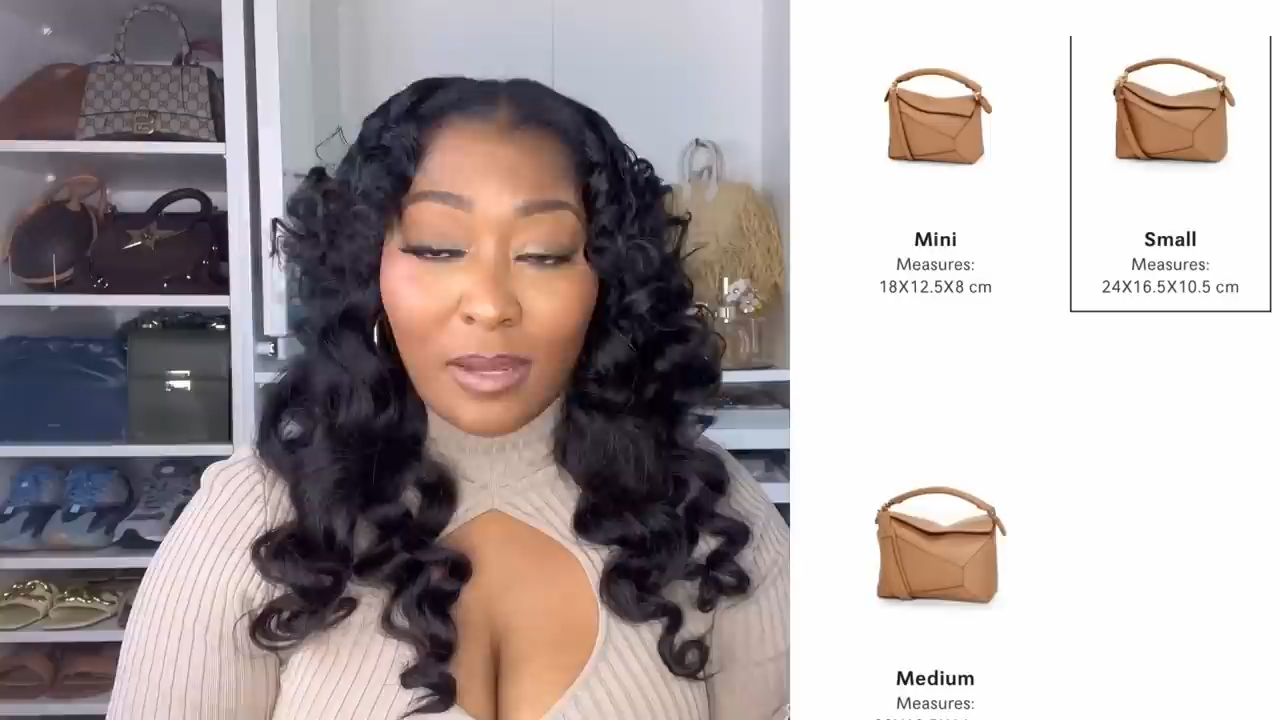 Mini
Measures:
18X12.5X8 cm
Small
Measures:
24X16.5X10.5 cm
Medium
Measures: